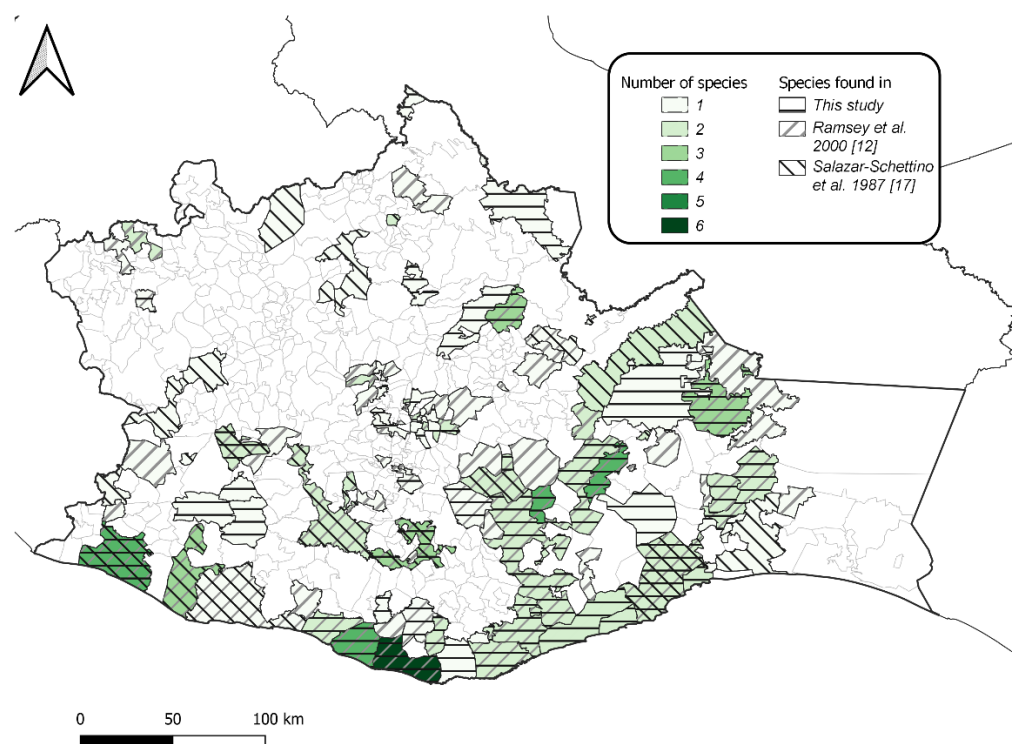 Number of species
1
2
3
4
5
6
Species found in
This study
Ramsey et al.
2000 [12]
Salazar-Schettino
et al. 1987 [17]
0 50 100 km